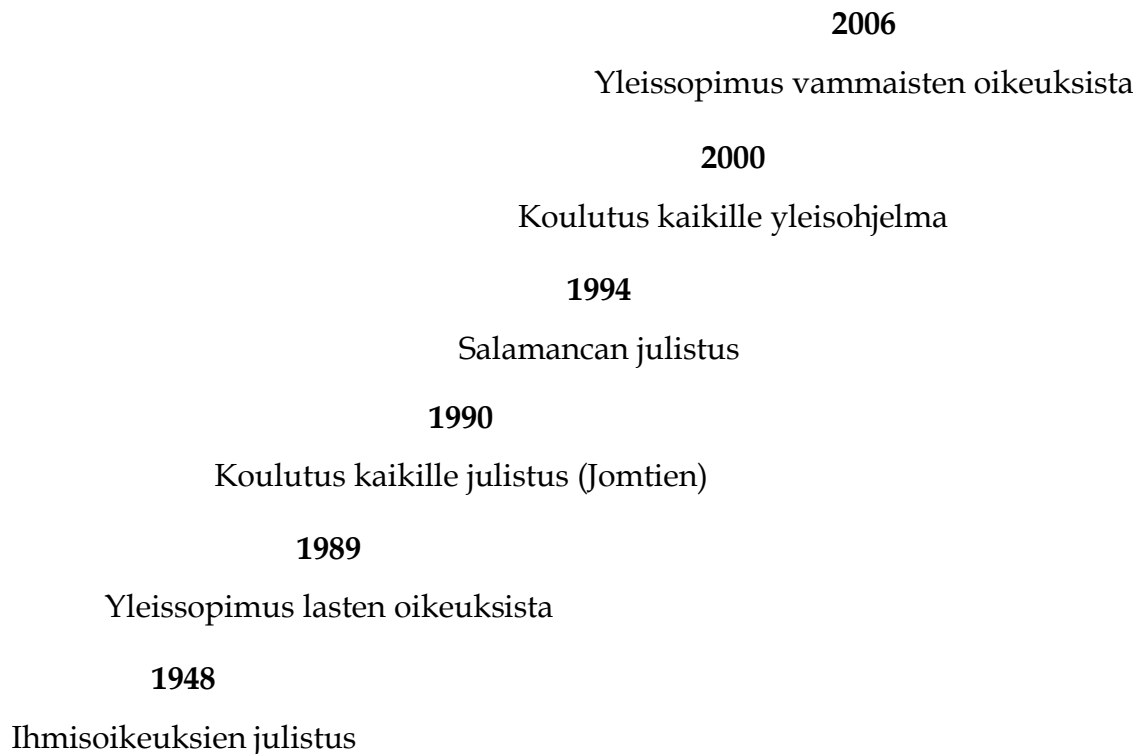 2006
Yleissopimus vammaisten oikeuksista
2000
Koulutus kaikille yleisohjelma
1994
Salamancan julistus
1990
Koulutus kaikille julistus (Jomtien)
1989
Yleissopimus lasten oikeuksista
1948
Ihmisoikeuksien julistus